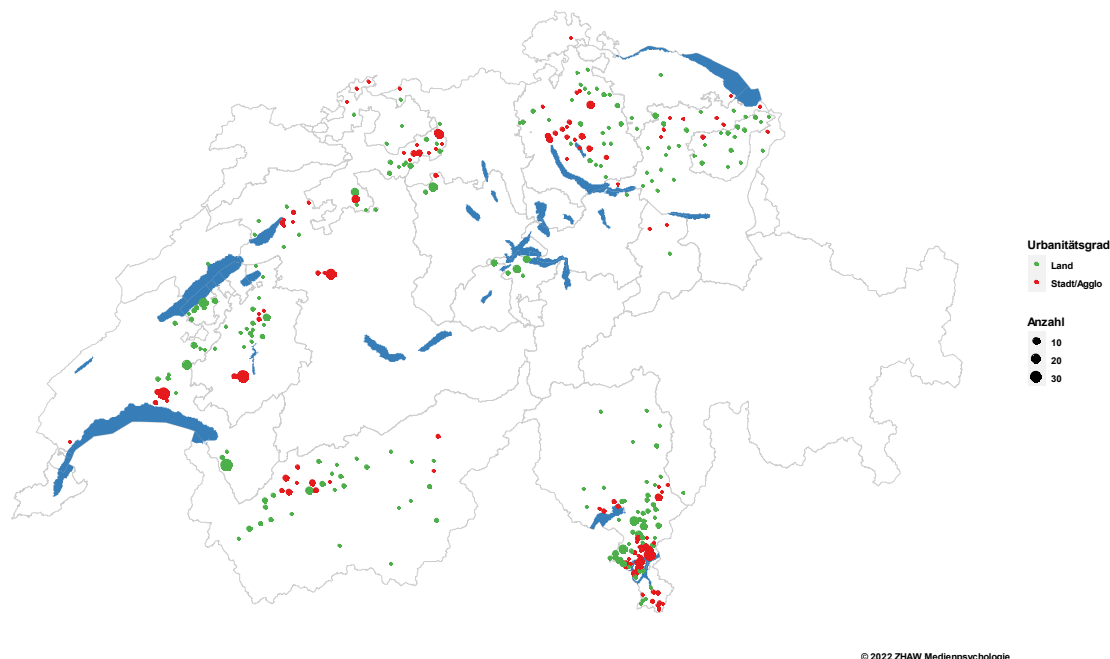 Urbanitätsgrad
Land
Stadt/Agglo
Anzahl
10
20
30
© 2022 ZHAW Medienpsychologie